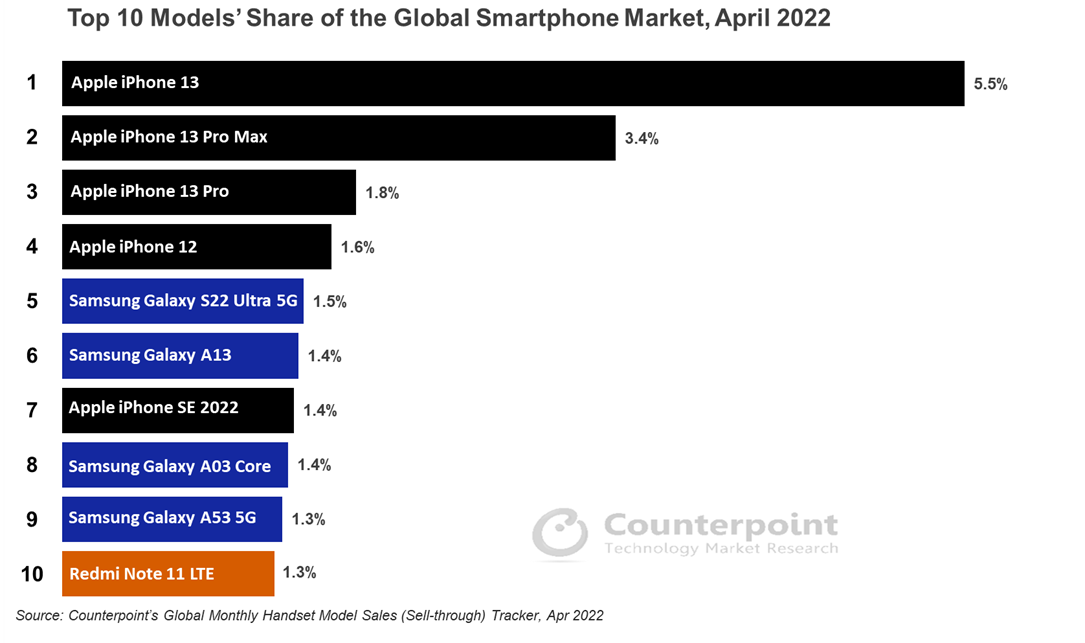 Top 10 Models’ Share of the Global Smartphone Market, April 2022
1 Apple iPhone 13 5.5%
2 Apple iPhone 13 Pro Max 3.4%
3 Apple iPhone 13 Pro 1.8%
4 Apple iPhone 12 1.6%
5 Samsung Galaxy S22 Ultra 5G 1.5%
6 Samsung Galaxy A13 1.4%
7 Apple iPhone SE 2022 1.4%
8 Samsung Galaxy A03 Core 1.4%
9 Samsung Galaxy A53 5G 1.3%
10 Redmi Note 11 LTE 1.3%
Counterpoint
Technology Market Research
Source: Counterpoint’s Global Monthly Handset Model Sales (Sell-through) Tracker, Apr 2022